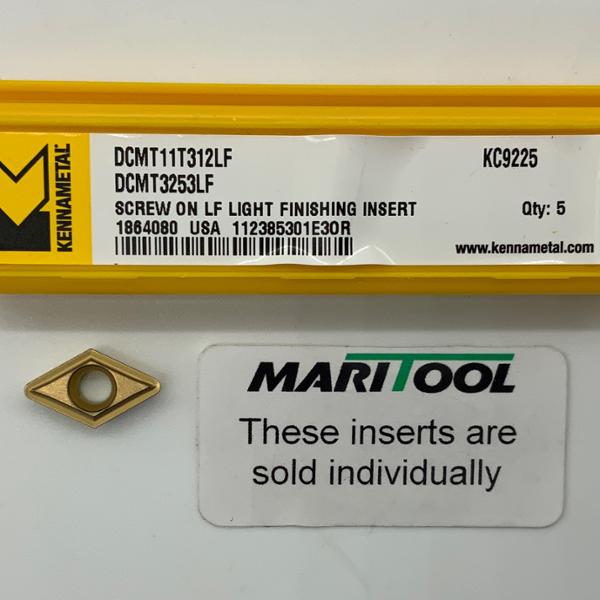 KENNAMETAL
DCMT11T312LF
KC9225
DCMT3253LF
SCREW ON LF LIGHT FINISHING INSERT
Qty: 5
1864080 USA 112385301E30R
www.kennametal.com
MARITOOL
These inserts are
sold individually